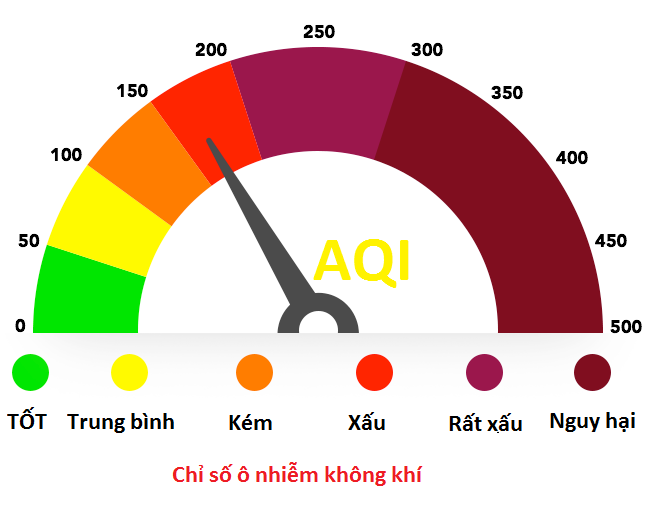 250
200
300
150
350
100
400
50
450
AQI
0
500
TỐT
Trung bình
Kém
Xấu
Rất xấu
Nguy hại
Chỉ số ô nhiễm không khí